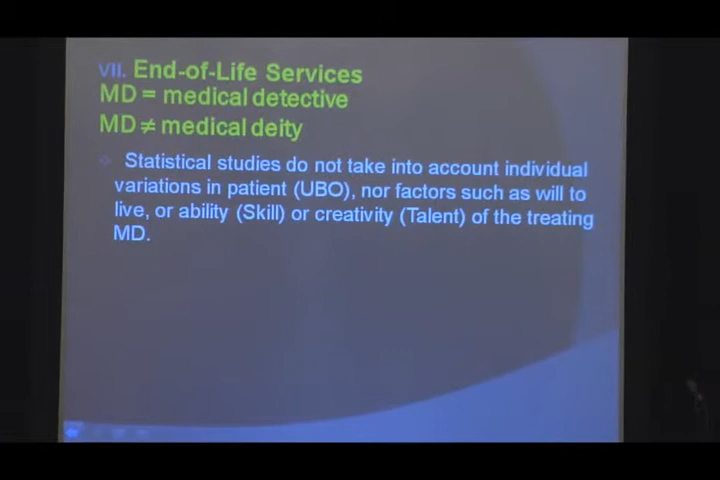 VII. End-of-Life Services
MD = medical detective
MD ≠ medical deity
Statistical studies do not take into account individual
variations in patient (UBO), nor factors such as will to
live, or ability (Skill) or creativity (Talent) of the treating
MD.